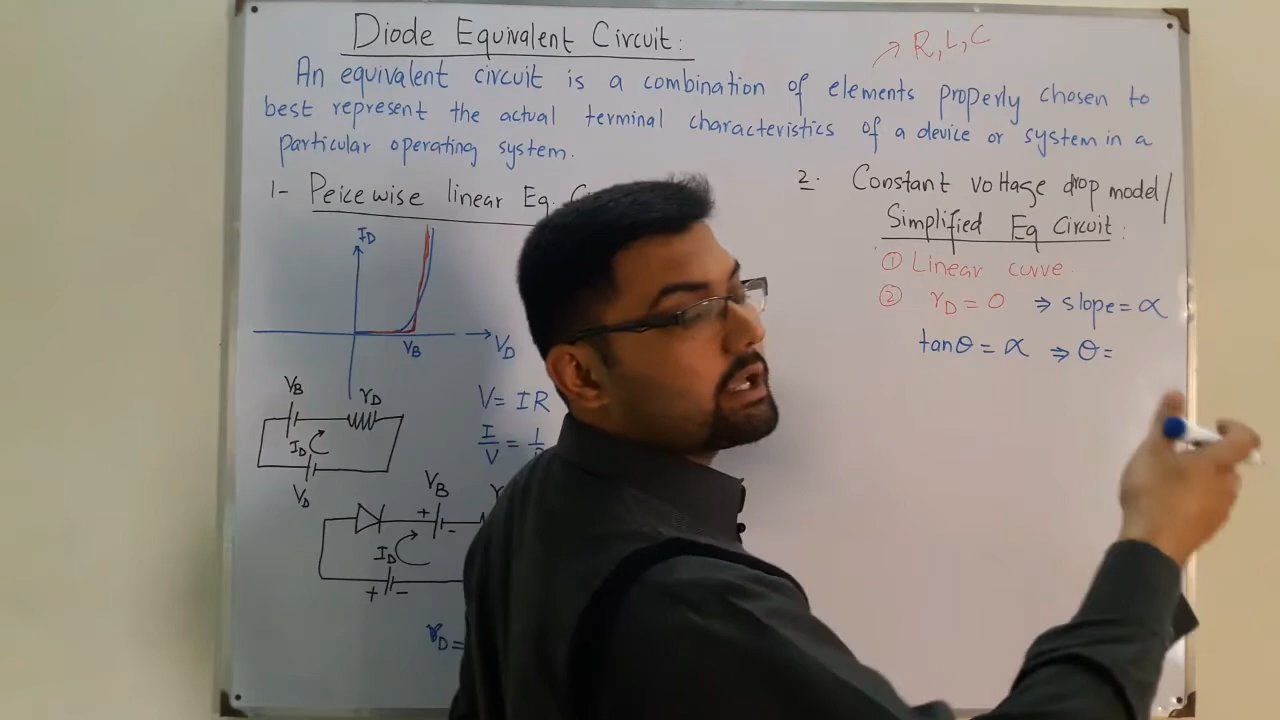 Diode Equivalent Circuit:
→ R, L, C
An equivalent circuit is a combination of elements properly chosen to
best represent the actual terminal characteristics of a device or system in a
particular operating system.
1- Peicewise linear Eq.
I_D
V_B
V_D
V_B
r_D
I_D
V_D
V = IR
I/V = 1/
V_B
+ -
I_D
+ -
r_D =
2. Constant voltage drop model/
Simplified Eq Circuit:
① Linear curve
② r_D = 0 ⇒ slope = ∝
tanθ = ∝ ⇒ θ =